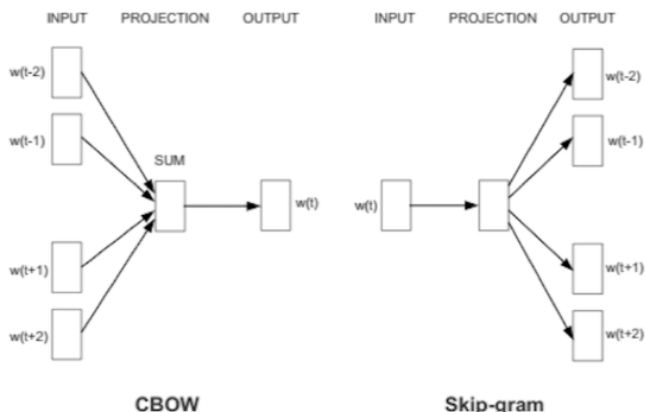 INPUT PROJECTION OUTPUT
w(t-2)
w(t-1)
SUM
w(t)
w(t+1)
w(t+2)
CBOW
INPUT PROJECTION OUTPUT
w(t-2)
w(t-1)
w(t)
w(t+1)
w(t+2)
Skip-gram